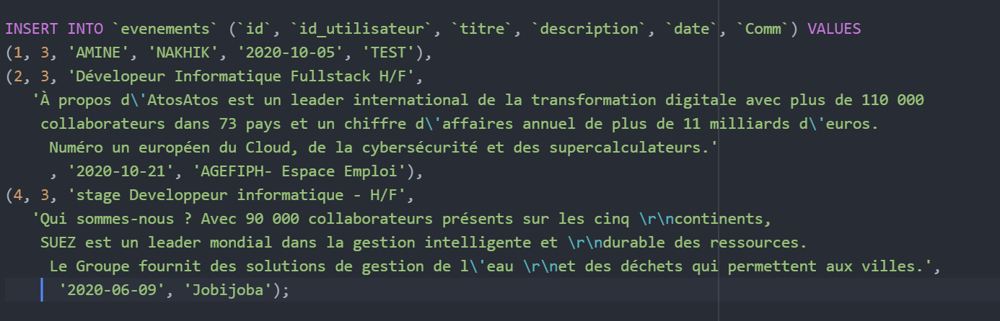 INSERT INTO `evenements` (`id`, `id_utilisateur`, `titre`, `description`, `date`, `Comm`) VALUES
(1, 3, 'AMINE', 'NAKHIK', '2020-10-05', 'TEST'),
(2, 3, 'Dévelopeur Informatique Fullstack H/F',
'À propos d\'AtosAtos est un leader international de la transformation digitale avec plus de 110 000
collaborateurs dans 73 pays et un chiffre d\'affaires annuel de plus de 11 milliards d\'euros.
Numéro un européen du Cloud, de la cybersécurité et des supercalculateurs.'
, '2020-10-21', 'AGEFIPH- Espace Emploi'),
(4, 3, 'stage Developpeur informatique - H/F',
'Qui sommes-nous ? Avec 90 000 collaborateurs présents sur les cinq \r\ncontinents,
SUEZ est un leader mondial dans la gestion intelligente et \r\ndurable des ressources.
Le Groupe fournit des solutions de gestion de l\'eau \r\net des déchets qui permettent aux villes.',
'2020-06-09', 'Jobijoba');